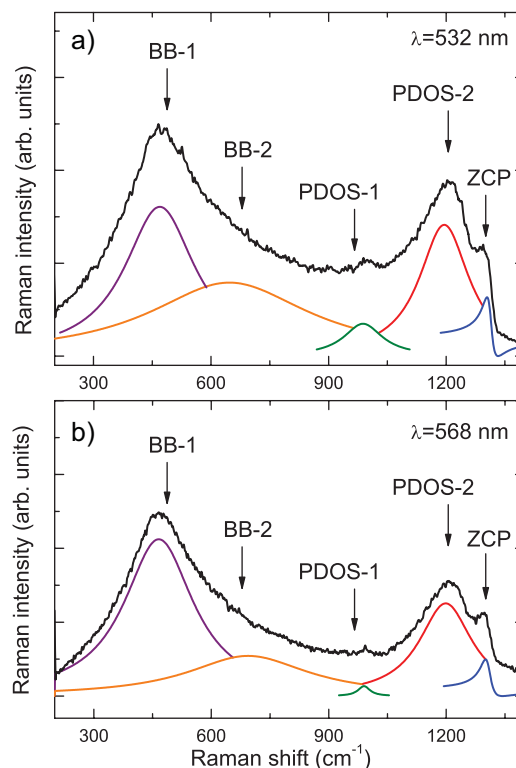 a)
λ=532 nm
BB-1
BB-2
PDOS-1
PDOS-2
ZCP
Raman intensity (arb. units)
300 600 900 1200
b)
λ=568 nm
BB-1
BB-2
PDOS-1
PDOS-2
ZCP
Raman intensity (arb. units)
300 600 900 1200
Raman shift (cm⁻¹)